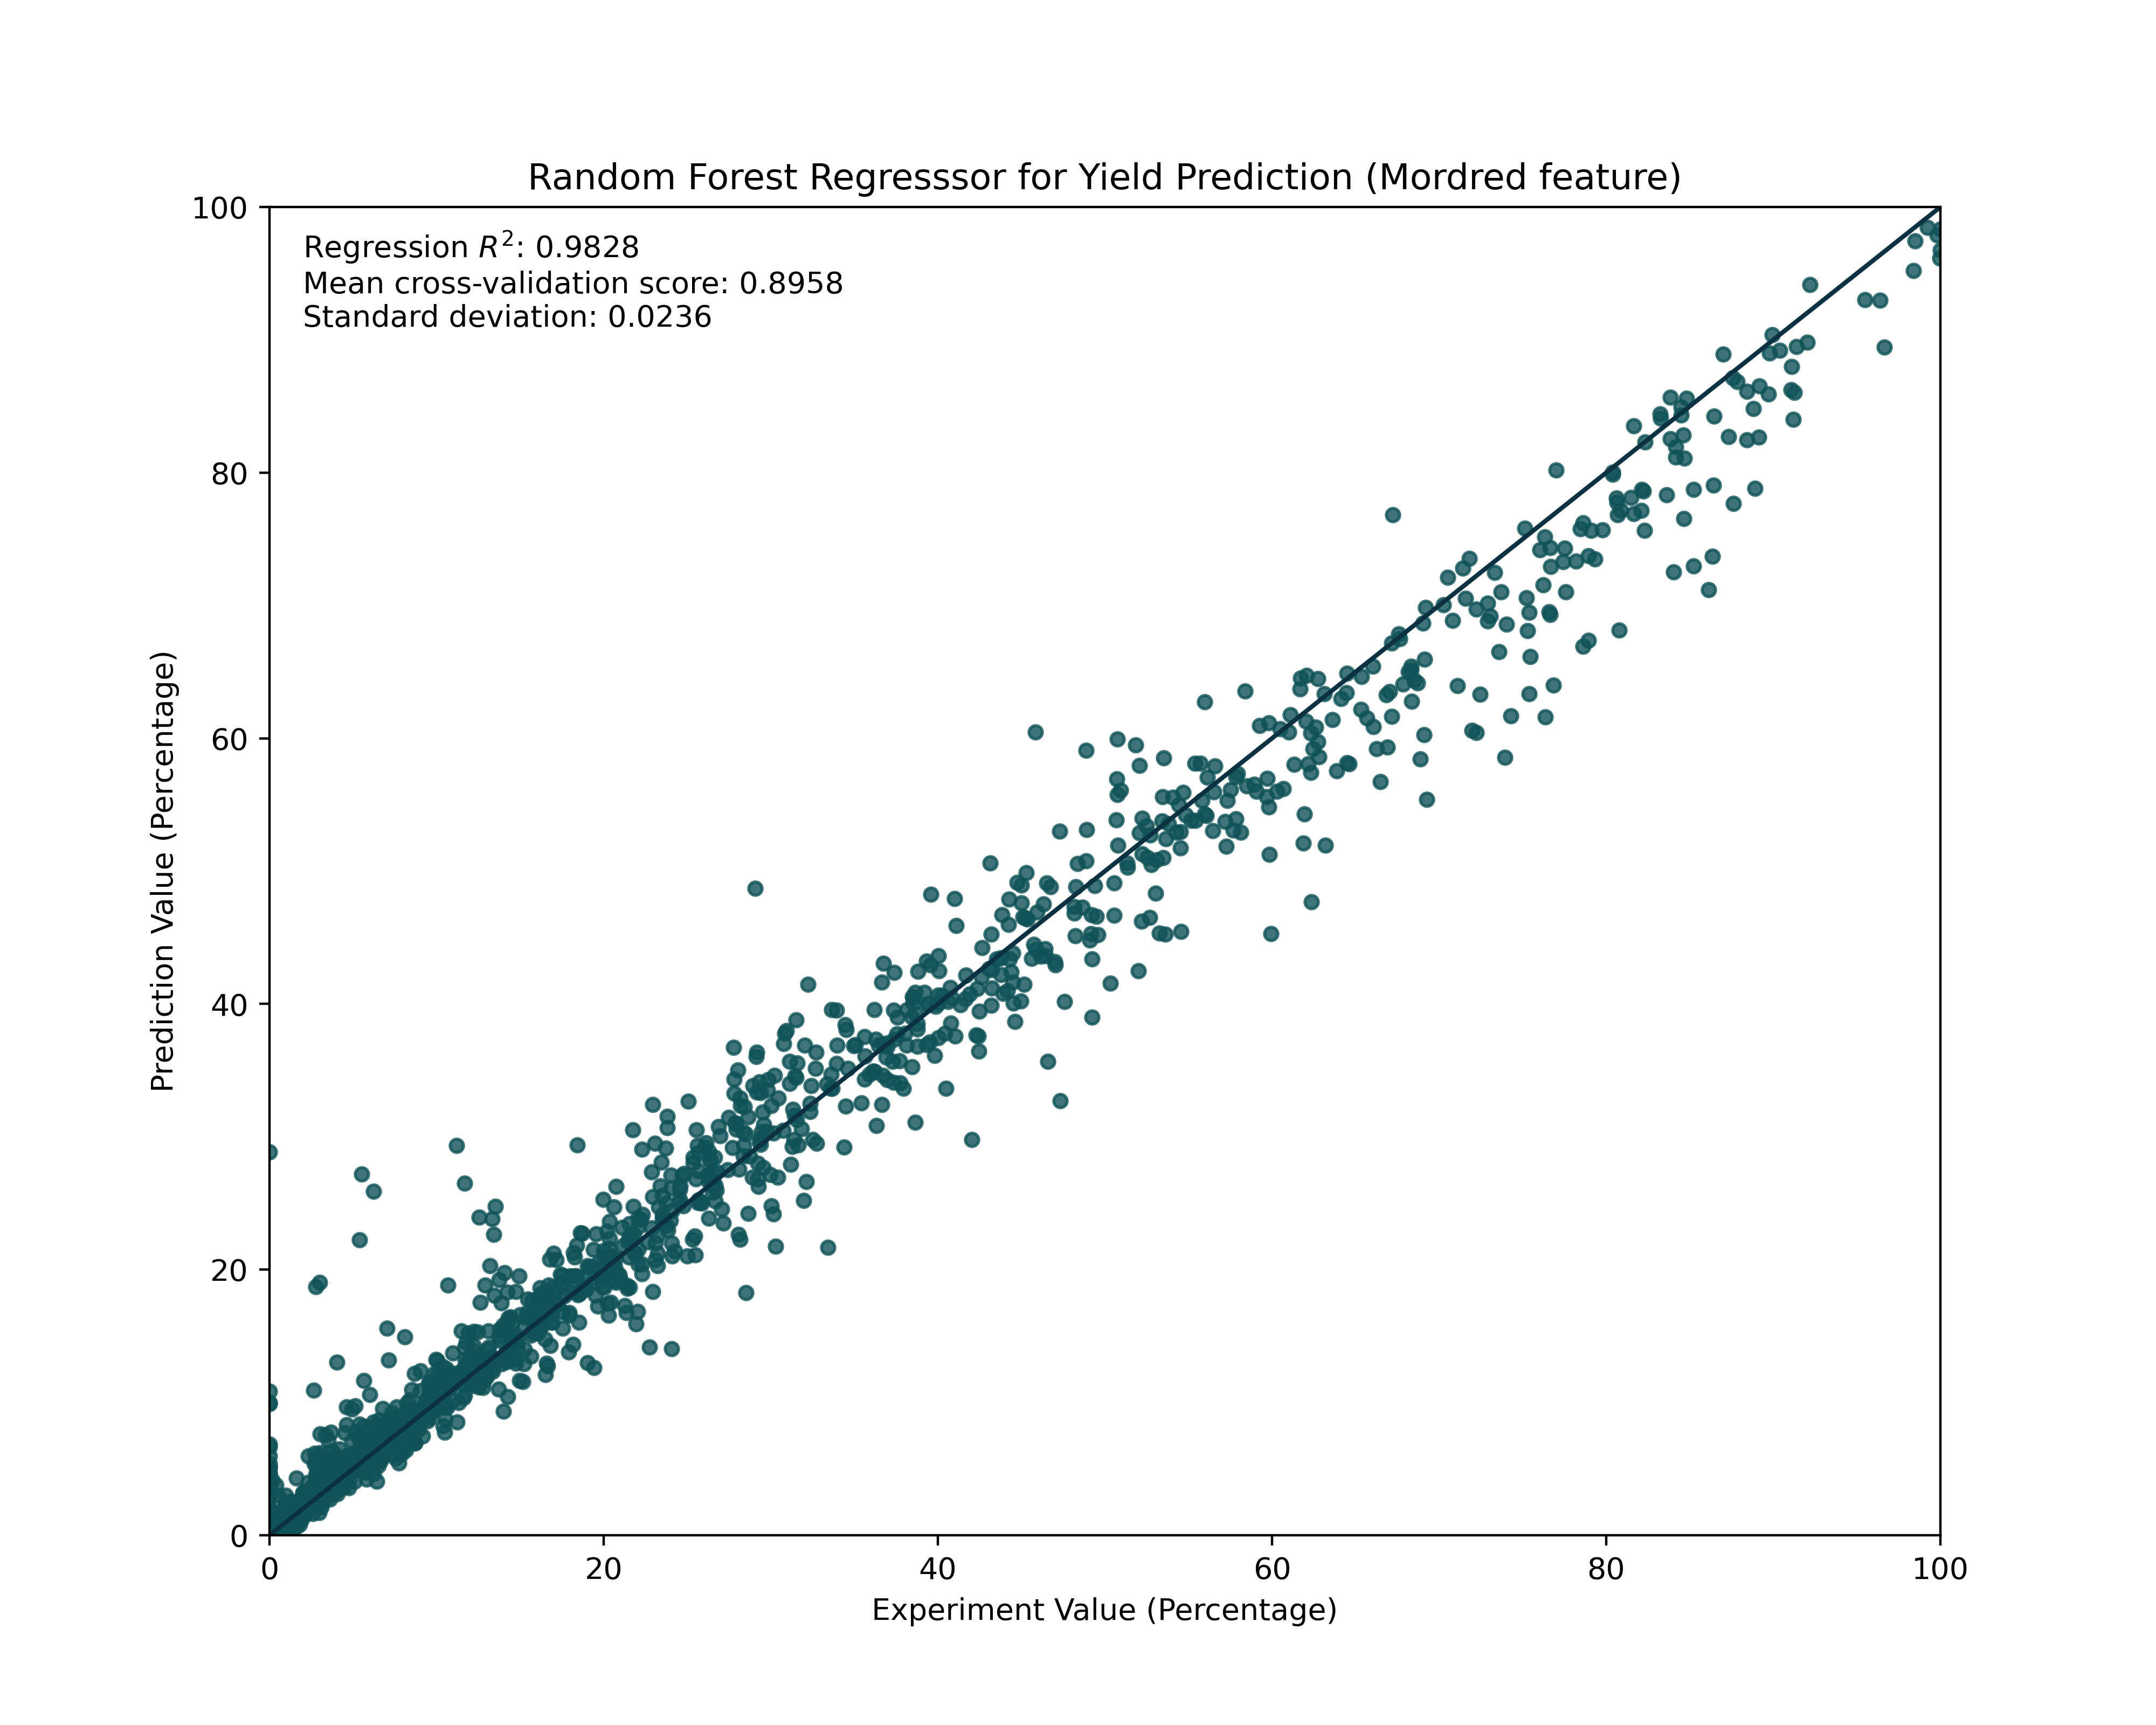 Random Forest Regresssor for Yield Prediction (Mordred feature)
Regression R²: 0.9828
Mean cross-validation score: 0.8958
Standard deviation: 0.0236
Prediction Value (Percentage)
100
80
60
40
20
0
0 20 40 60 80 100
Experiment Value (Percentage)